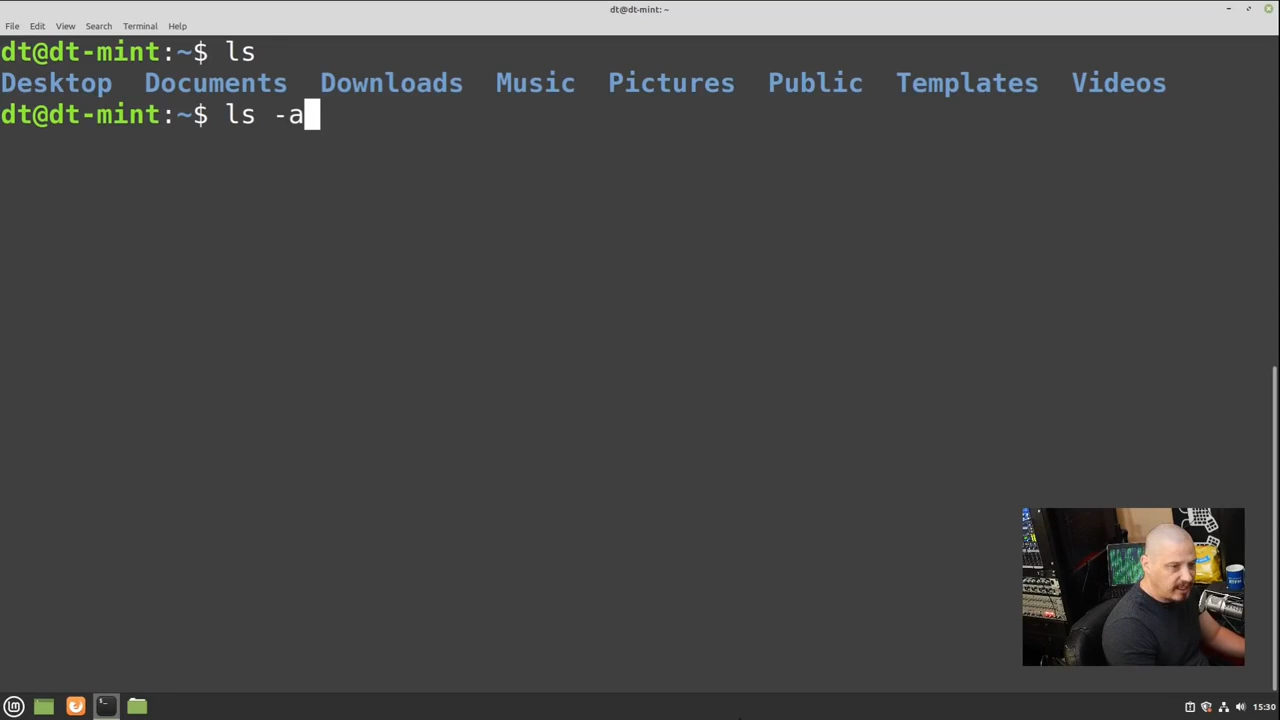 dt@dt-mint: ~
File Edit View Search Terminal Help
dt@dt-mint:~$ ls
Desktop Documents Downloads Music Pictures Public Templates Videos
dt@dt-mint:~$ ls -a
15:30